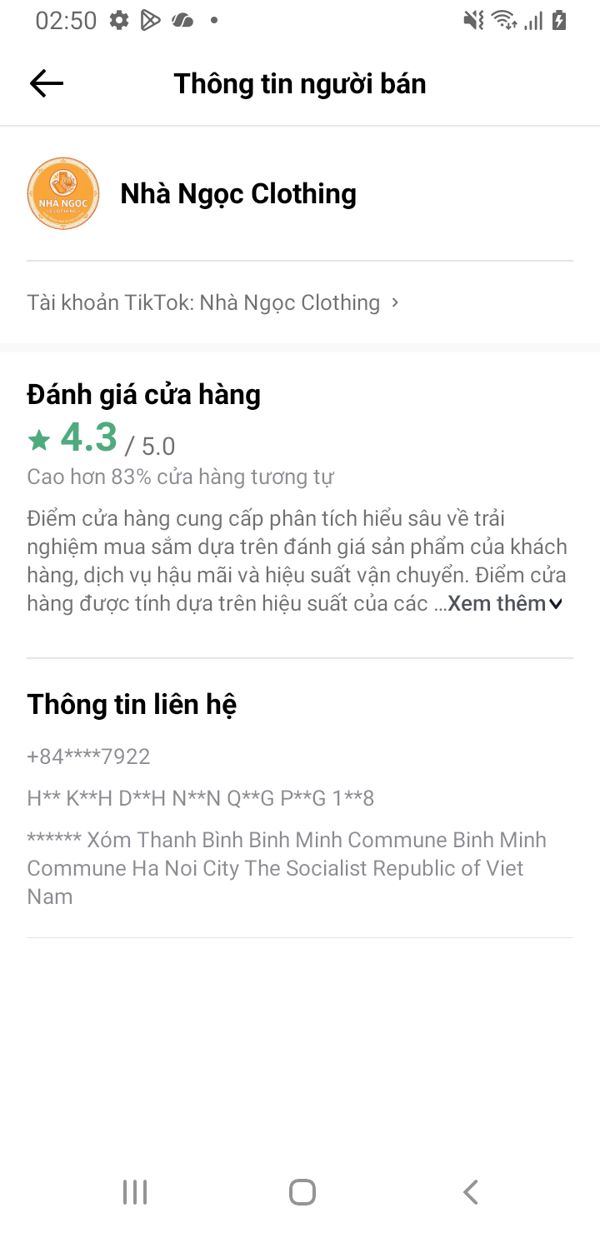 02:50
Thông tin người bán
NHÀ NGỌC
CLOTHING
Nhà Ngọc Clothing
Tài khoản TikTok: Nhà Ngọc Clothing
Đánh giá cửa hàng
4.3 / 5.0
Cao hơn 83% cửa hàng tương tự
Điểm cửa hàng cung cấp phân tích hiểu sâu về trải
nghiệm mua sắm dựa trên đánh giá sản phẩm của khách
hàng, dịch vụ hậu mãi và hiệu suất vận chuyển. Điểm cửa
hàng được tính dựa trên hiệu suất của các ...Xem thêm
Thông tin liên hệ
+84****7922
H** K**H D**H N**N Q**G P**G 1**8
****** Xóm Thanh Bình Binh Minh Commune Binh Minh
Commune Ha Noi City The Socialist Republic of Viet
Nam